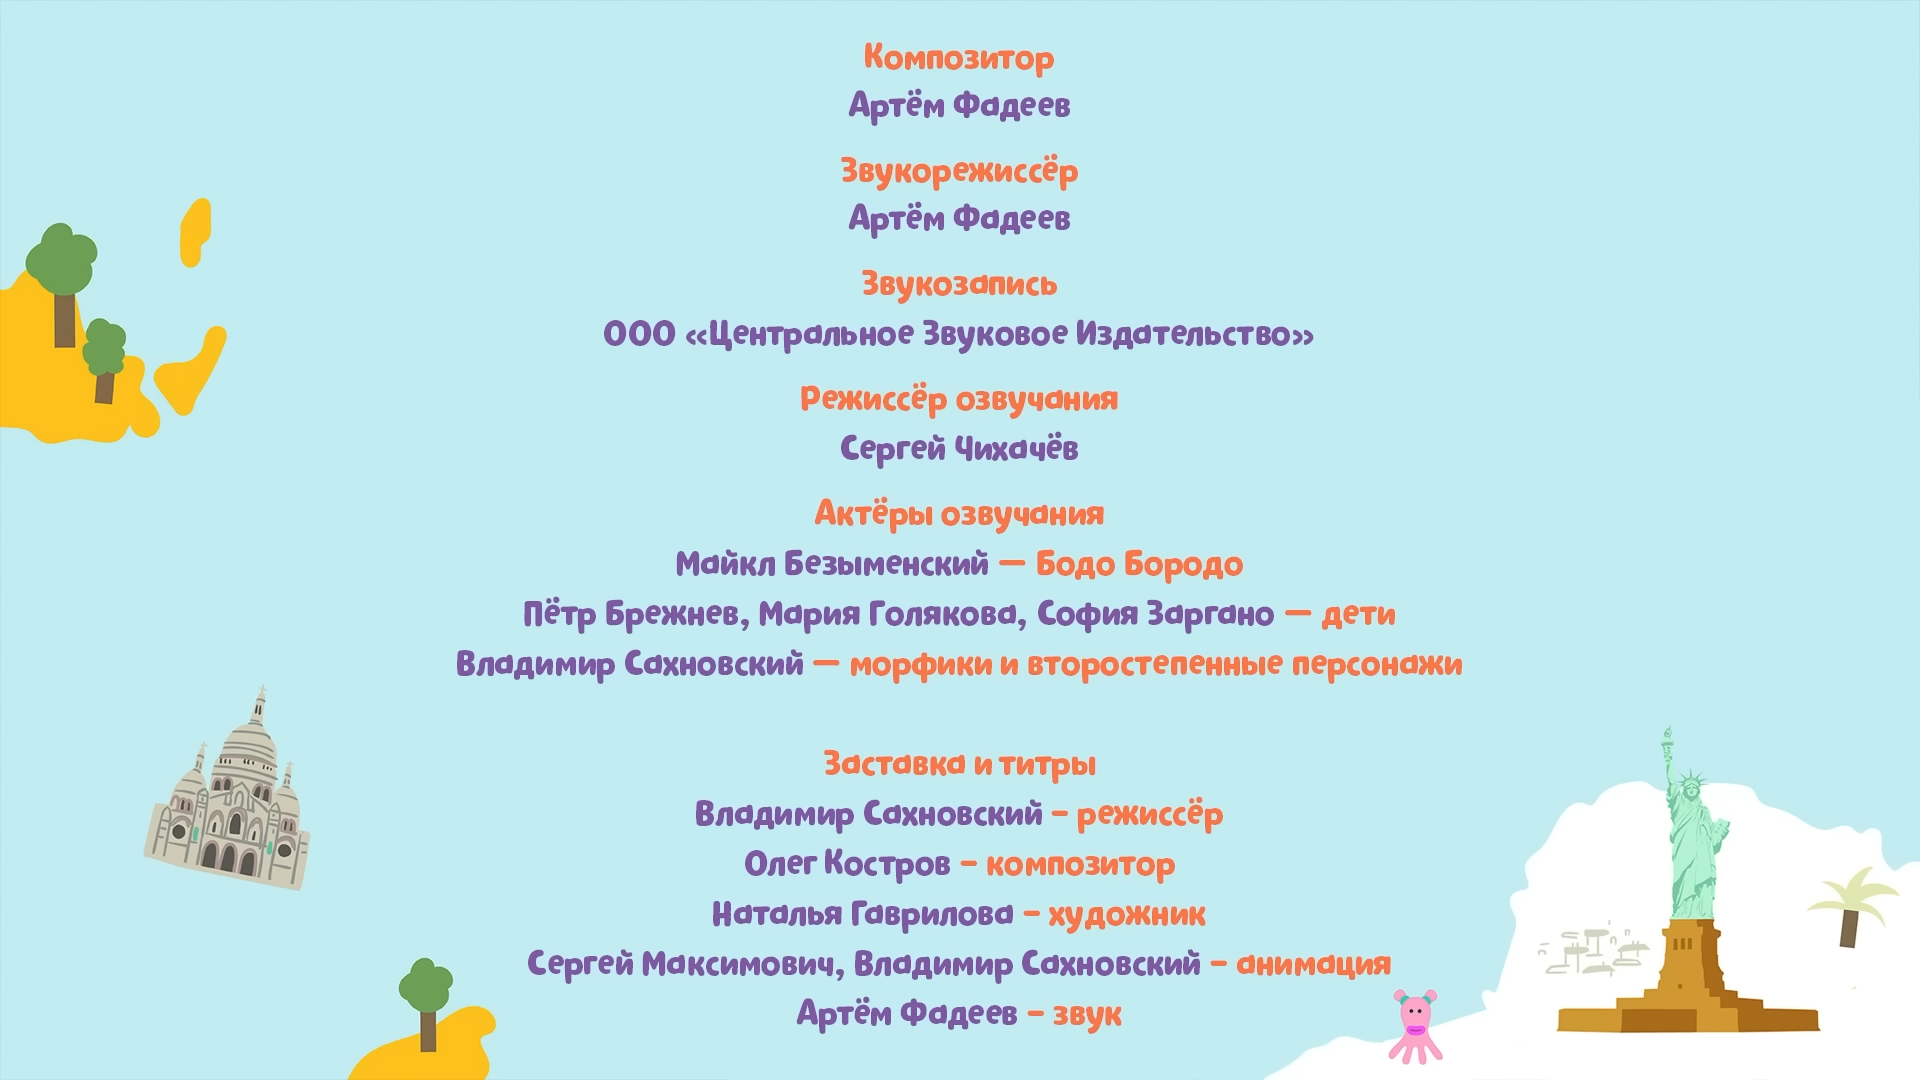 Композитор
Артём Фадеев
Звукорежиссёр
Артём Фадеев
Звукозапись
ООО «Центральное Звуковое Издательство»
Режиссёр озвучания
Сергей Чихачёв
Актёры озвучания
Майкл Безыменский — Бодо Бородо
Пётр Брежнев, Мария Голякова, София Заргано — дети
Владимир Сахновский — морфики и второстепенные персонажи
Заставка и титры
Владимир Сахновский – режиссёр
Олег Костров – композитор
Наталья Гаврилова – художник
Сергей Максимович, Владимир Сахновский – анимация
Артём Фадеев – звук